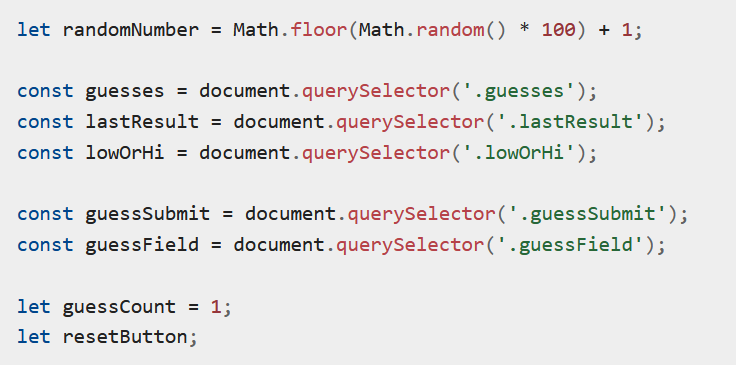 let randomNumber = Math.floor(Math.random() * 100) + 1;
const guesses = document.querySelector('.guesses');
const lastResult = document.querySelector('.lastResult');
const lowOrHi = document.querySelector('.lowOrHi');
const guessSubmit = document.querySelector('.guessSubmit');
const guessField = document.querySelector('.guessField');
let guessCount = 1;
let resetButton;